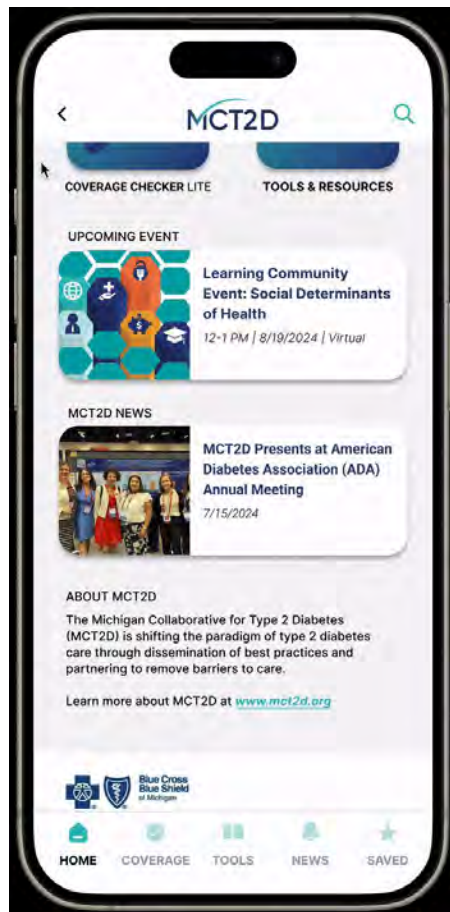 MCT2D
COVERAGE CHECKER LITE
TOOLS & RESOURCES
UPCOMING EVENT
Learning Community
Event: Social Determinants
of Health
12-1 PM | 8/19/2024 | Virtual
MCT2D NEWS
MCT2D Presents at American
Diabetes Association (ADA)
Annual Meeting
7/15/2024
ABOUT MCT2D
The Michigan Collaborative for Type 2 Diabetes
(MCT2D) is shifting the paradigm of type 2 diabetes
care through dissemination of best practices and
partnering to remove barriers to care.
Learn more about MCT2D at www.mct2d.org
Blue Cross
Blue Shield
of Michigan
HOME COVERAGE TOOLS NEWS SAVED